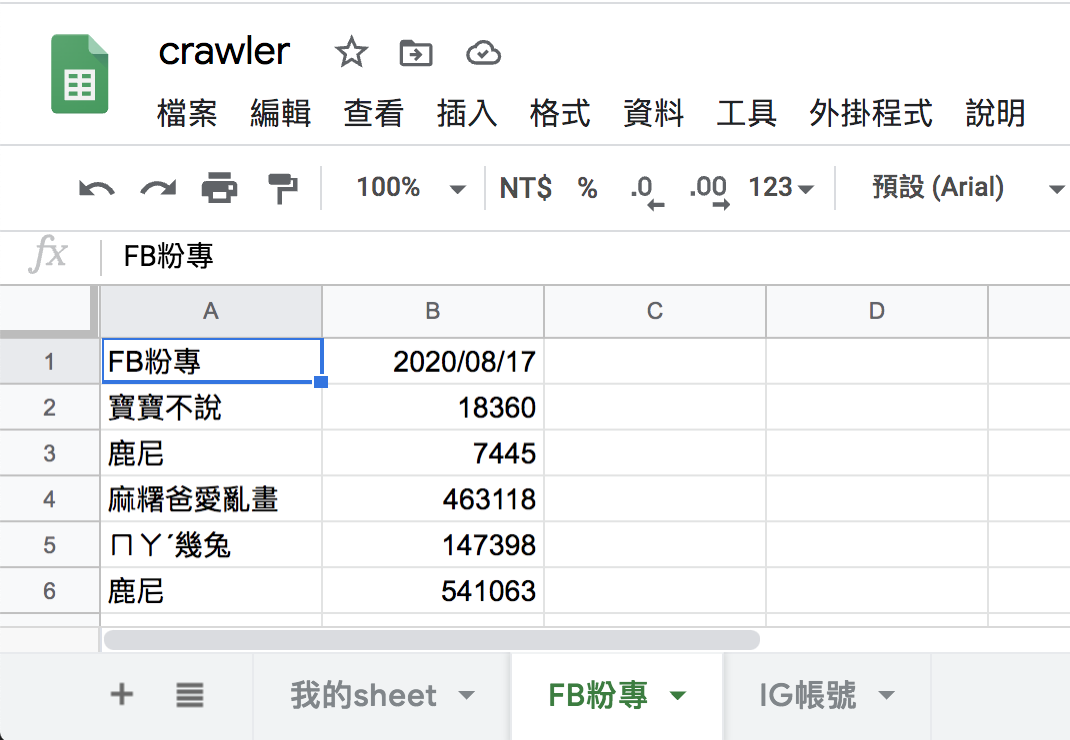 crawler
檔案 編輯 查看 插入 格式 資料 工具 外掛程式 說明
100% NT$ % .0 .00 123 預設 (Arial)
fx FB粉專
A B C D
1 FB粉專 2020/08/17
2 寶寶不說 18360
3 鹿尼 7445
4 麻糬爸愛亂畫 463118
5 ㄇㄚˊ幾兔 147398
6 鹿尼 541063
+ 我的sheet FB粉專 IG帳號